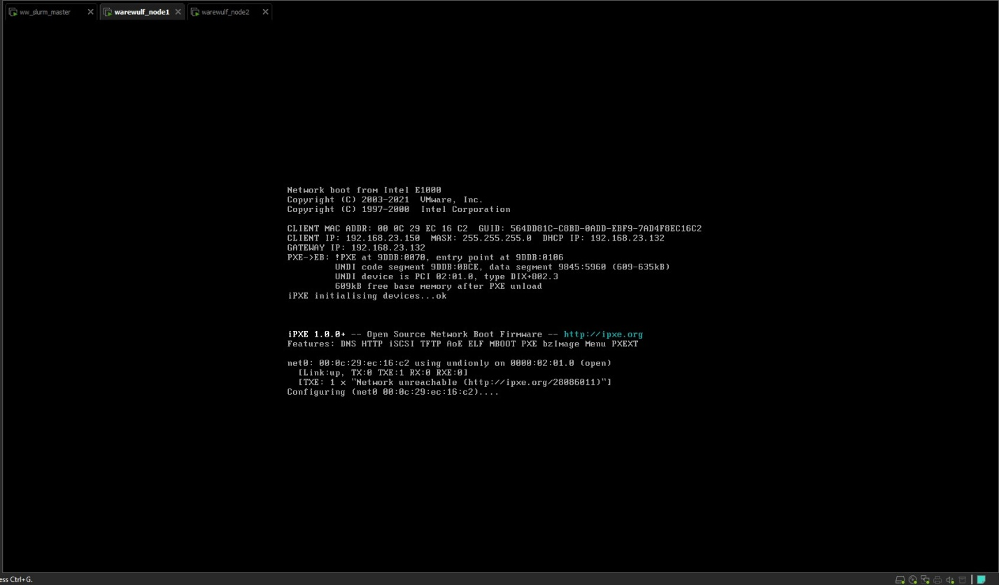 ww_slurm_master
warewulf_node1
warewulf_node2
Network boot from Intel E1000
Copyright (C) 2003-2021  VMware, Inc.
Copyright (C) 1997-2000  Intel Corporation
CLIENT MAC ADDR: 00 0C 29 EC 16 C2  GUID: 564DD81C-C8BD-0ADD-EBF9-7AD4F8EC16C2
CLIENT IP: 192.168.23.150  MASK: 255.255.255.0  DHCP IP: 192.168.23.132
GATEWAY IP: 192.168.23.132
PXE->EB: !PXE at 9DDB:0070, entry point at 9DDB:0106
UNDI code segment 9DDB:0BCE, data segment 9845:5960 (609-635kB)
UNDI device is PCI 02:01.0, type DIX+802.3
609kB free base memory after PXE unload
iPXE initialising devices...ok
iPXE 1.0.0+ -- Open Source Network Boot Firmware -- http://ipxe.org
Features: DNS HTTP iSCSI TFTP AoE ELF MBOOT PXE bzImage Menu PXEXT
net0: 00:0c:29:ec:16:c2 using undionly on 0000:02:01.0 (open)
[Link:up, TX:0 TXE:1 RX:0 RXE:0]
[TXE: 1 x "Network unreachable (http://ipxe.org/28086011)"]
Configuring (net0 00:0c:29:ec:16:c2)....
ess Ctrl+G.